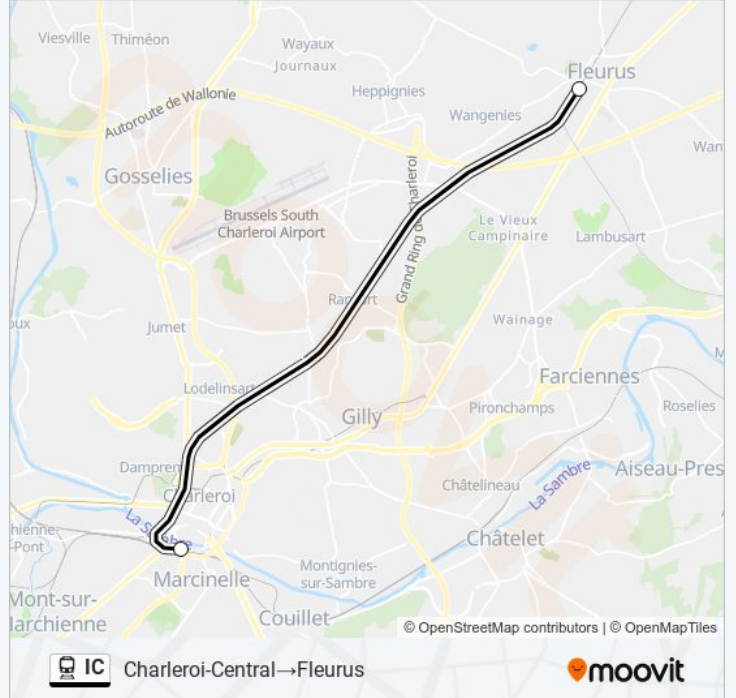 Viesville
Thiméon
Wayaux
Journaux
Fleurus
Heppignies
Autoroute de Wallonie
Wangenies
Gosselies
Brussels South
Charleroi Airport
Grand Ring de Charleroi
Le Vieux
Campinaire
Lambusart
Wainage
Jumet
Lodelinsart
Farciennes
Pironchamps
Roselies
Gilly
Dampremy
Charleroi
Châtelineau
La Sambre
Aiseau-Pres
La Sambre
Châtelet
Marcinelle
Montignies-
sur-Sambre
Mont-sur-
Marchienne
Couillet
© OpenStreetMap contributors | © OpenMapTiles
IC Charleroi-Central→Fleurus
moovit